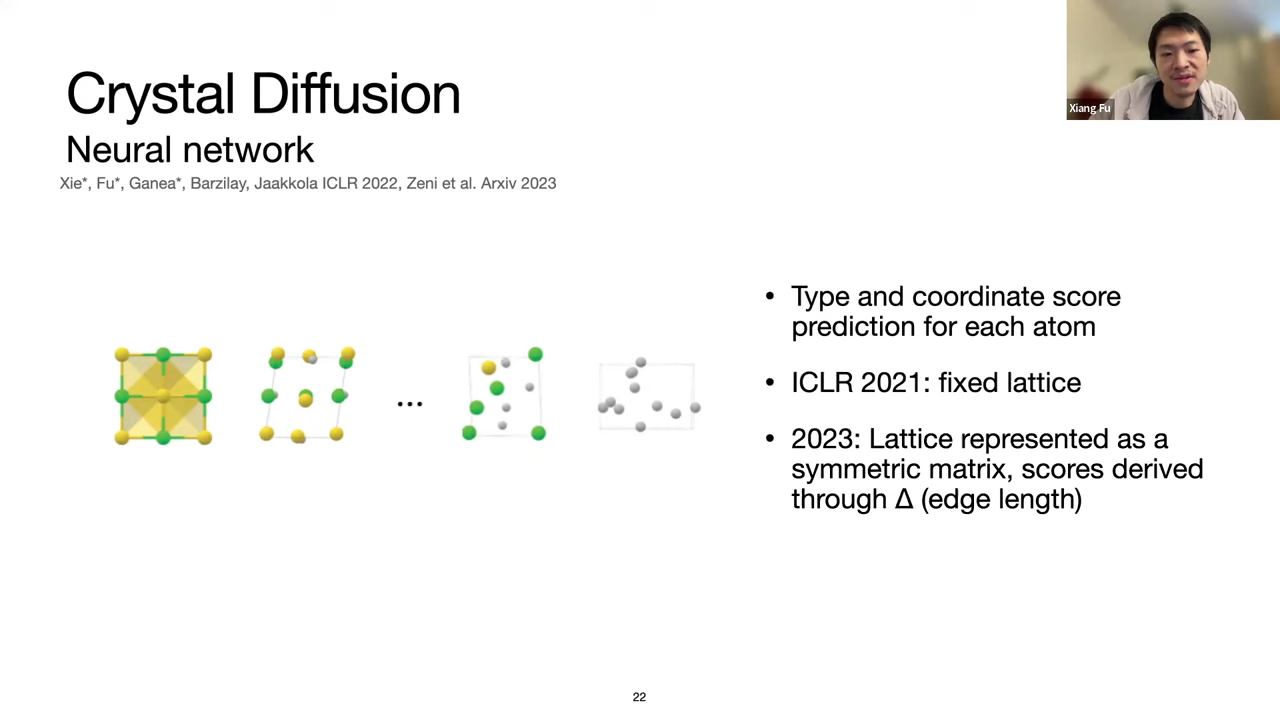 Crystal Diffusion
Neural network
Xie*, Fu*, Ganea*, Barzilay, Jaakkola ICLR 2022, Zeni et al. Arxiv 2023
Xiang Fu
...
• Type and coordinate score
prediction for each atom
• ICLR 2021: fixed lattice
• 2023: Lattice represented as a
symmetric matrix, scores derived
through Δ (edge length)
22